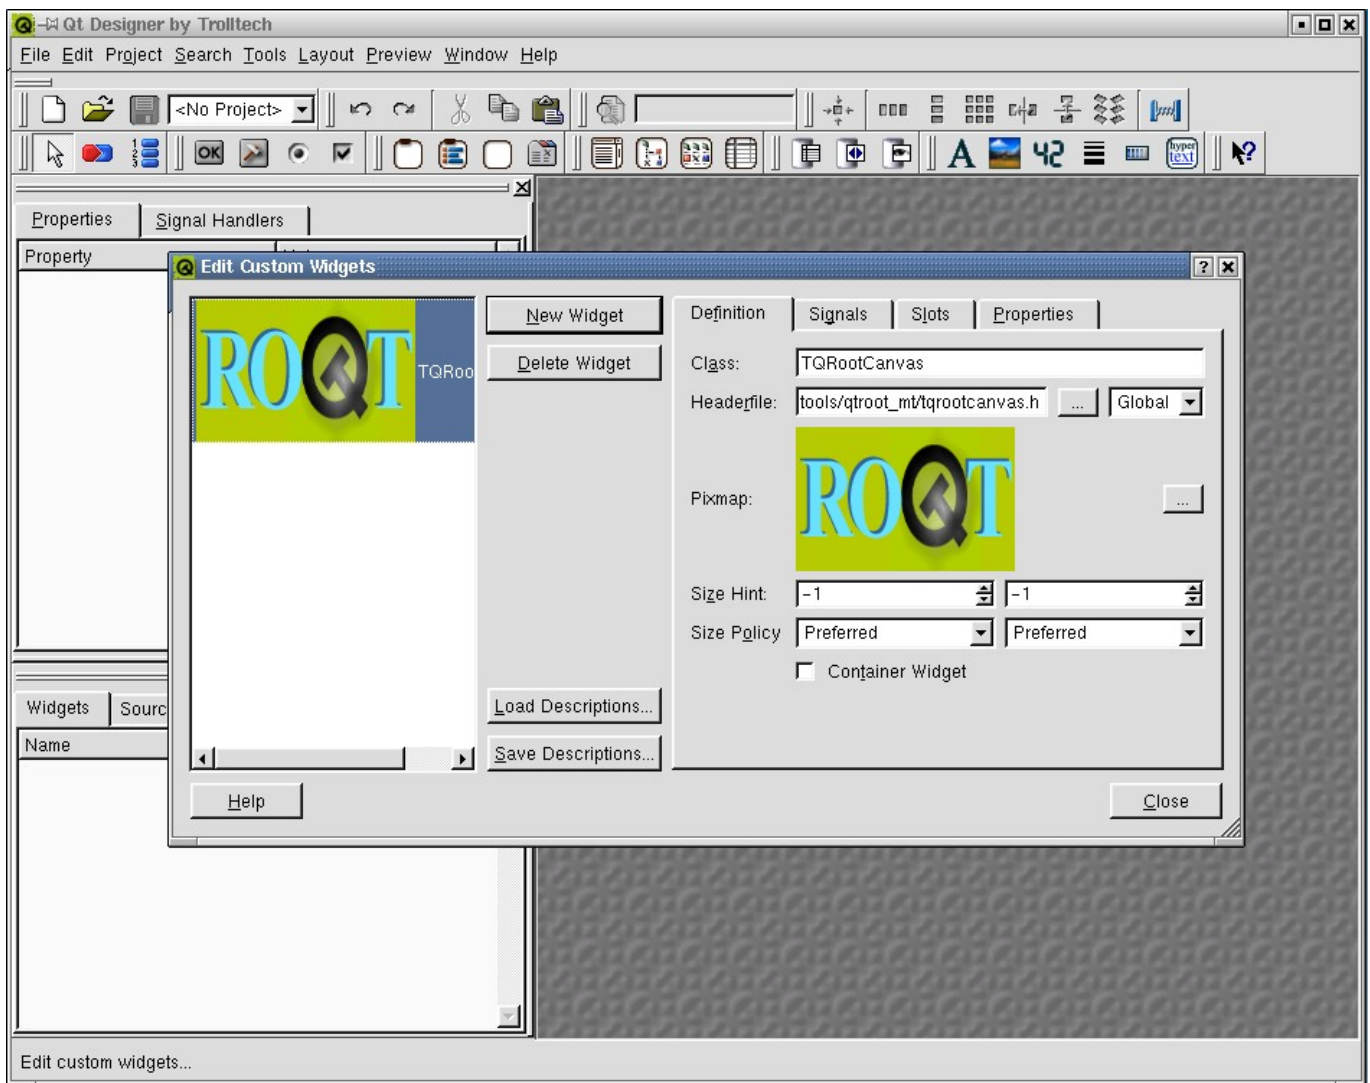 Qt Designer by Trolltech
File Edit Project Search Tools Layout Preview Window Help
<No Project>
OK A 42 hyper text ?
Properties Signal Handlers
Property
Edit Custom Widgets
ROQT TQRoo
New Widget
Delete Widget
Load Descriptions...
Save Descriptions...
Definition Signals Slots Properties
Class: TQRootCanvas
Headerfile: tools/qtroot_mt/tqrootcanvas.h ... Global
Pixmap: ROQT ...
Size Hint: -1 -1
Size Policy Preferred Preferred
Container Widget
Help Close
Widgets Sourc
Name
Edit custom widgets...